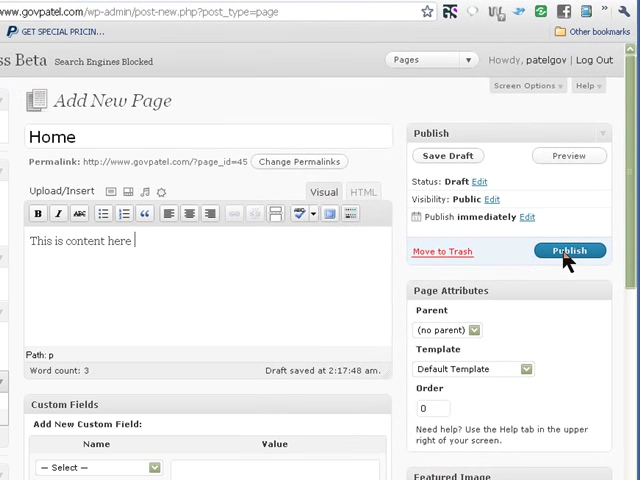 www.govpatel.com/wp-admin/post-new.php?post_type=page
GET SPECIAL PRICIN...
Other bookmarks
ss Beta
Search Engines Blocked
Pages
Howdy, patelgov | Log Out
Screen Options
Help
Add New Page
Home
Permalink: http://www.govpatel.com/?page_id=45
Change Permalinks
Upload/Insert
Visual
HTML
B I ABC
This is content here
Path: p
Word count: 3
Draft saved at 2:17:48 am.
Custom Fields
Add New Custom Field:
Name
Value
— Select —
Publish
Save Draft
Preview
Status: Draft Edit
Visibility: Public Edit
Publish immediately Edit
Move to Trash
Publish
Page Attributes
Parent
(no parent)
Template
Default Template
Order
0
Need help? Use the Help tab in the upper
right of your screen.
Featured Image